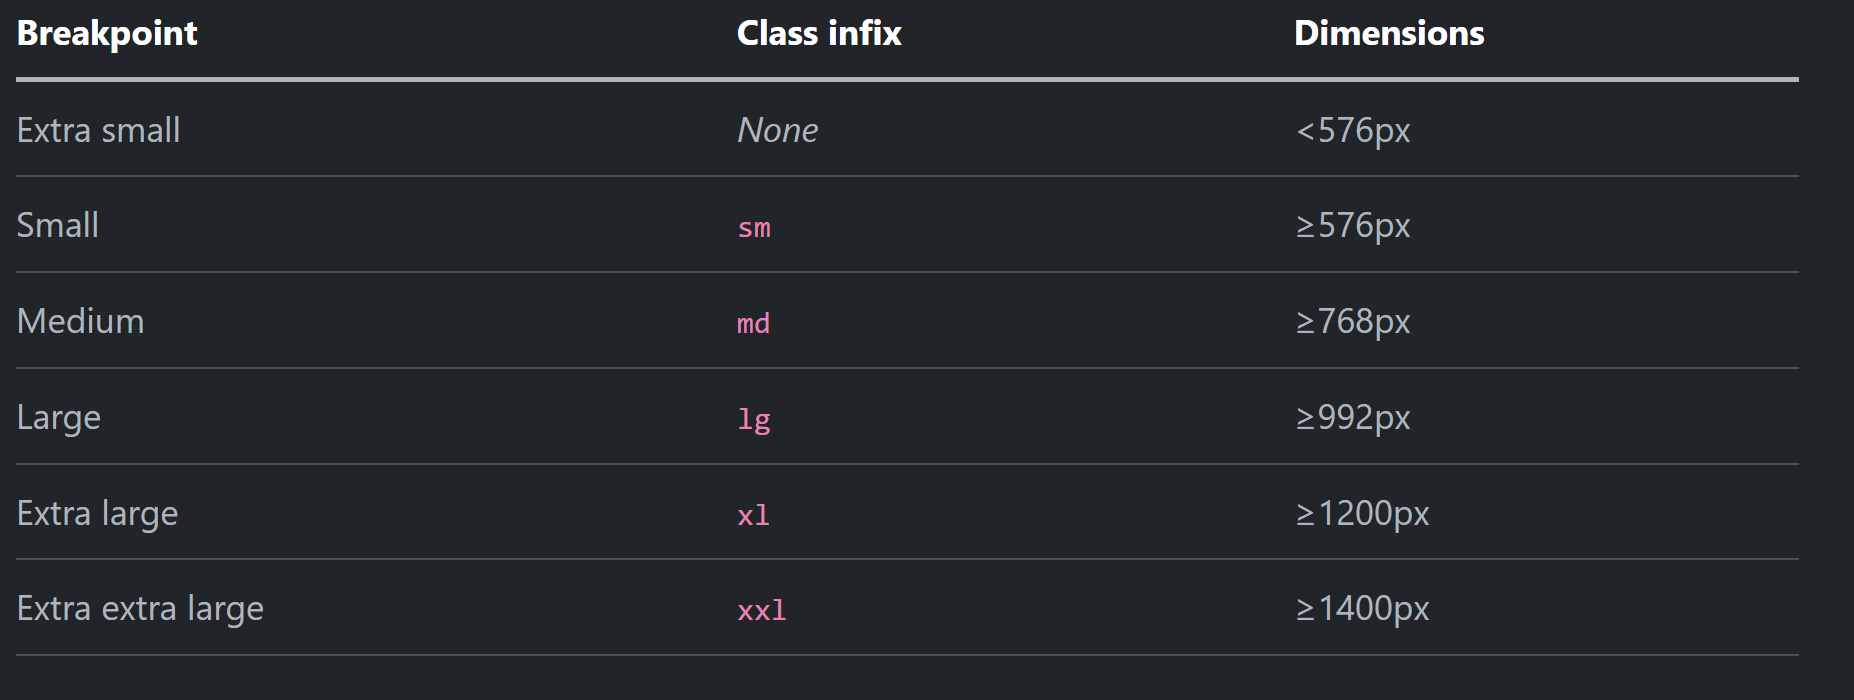 Breakpoint Class infix Dimensions
Extra small None <576px
Small sm ≥576px
Medium md ≥768px
Large lg ≥992px
Extra large xl ≥1200px
Extra extra large xxl ≥1400px